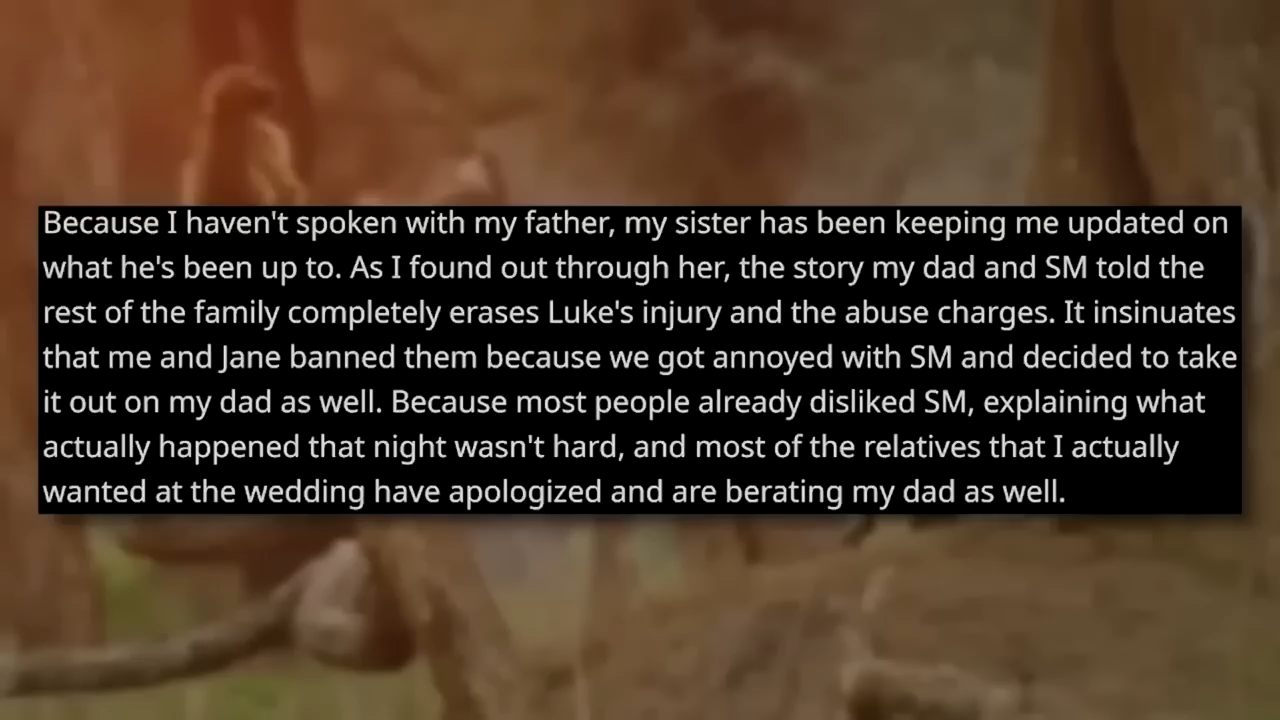 Because I haven't spoken with my father, my sister has been keeping me updated on
what he's been up to. As I found out through her, the story my dad and SM told the
rest of the family completely erases Luke's injury and the abuse charges. It insinuates
that me and Jane banned them because we got annoyed with SM and decided to take
it out on my dad as well. Because most people already disliked SM, explaining what
actually happened that night wasn't hard, and most of the relatives that I actually
wanted at the wedding have apologized and are berating my dad as well.